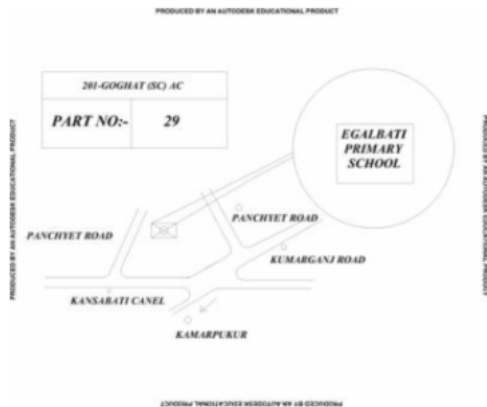 PRODUCED BY AN AUTODESK EDUCATIONAL PRODUCT
201-GOGHAT (SC) AC
PART NO:- 29
EGALBATI
PRIMARY
SCHOOL
PANCHYET ROAD
PANCHYET ROAD
KUMARGANJ ROAD
KANSABATI CANEL
KAMARPUKUR
PRODUCED BY AN AUTODESK EDUCATIONAL PRODUCT
PRODUCED BY AN AUTODESK EDUCATIONAL PRODUCT
PRODUCED BY AN AUTODESK EDUCATIONAL PRODUCT